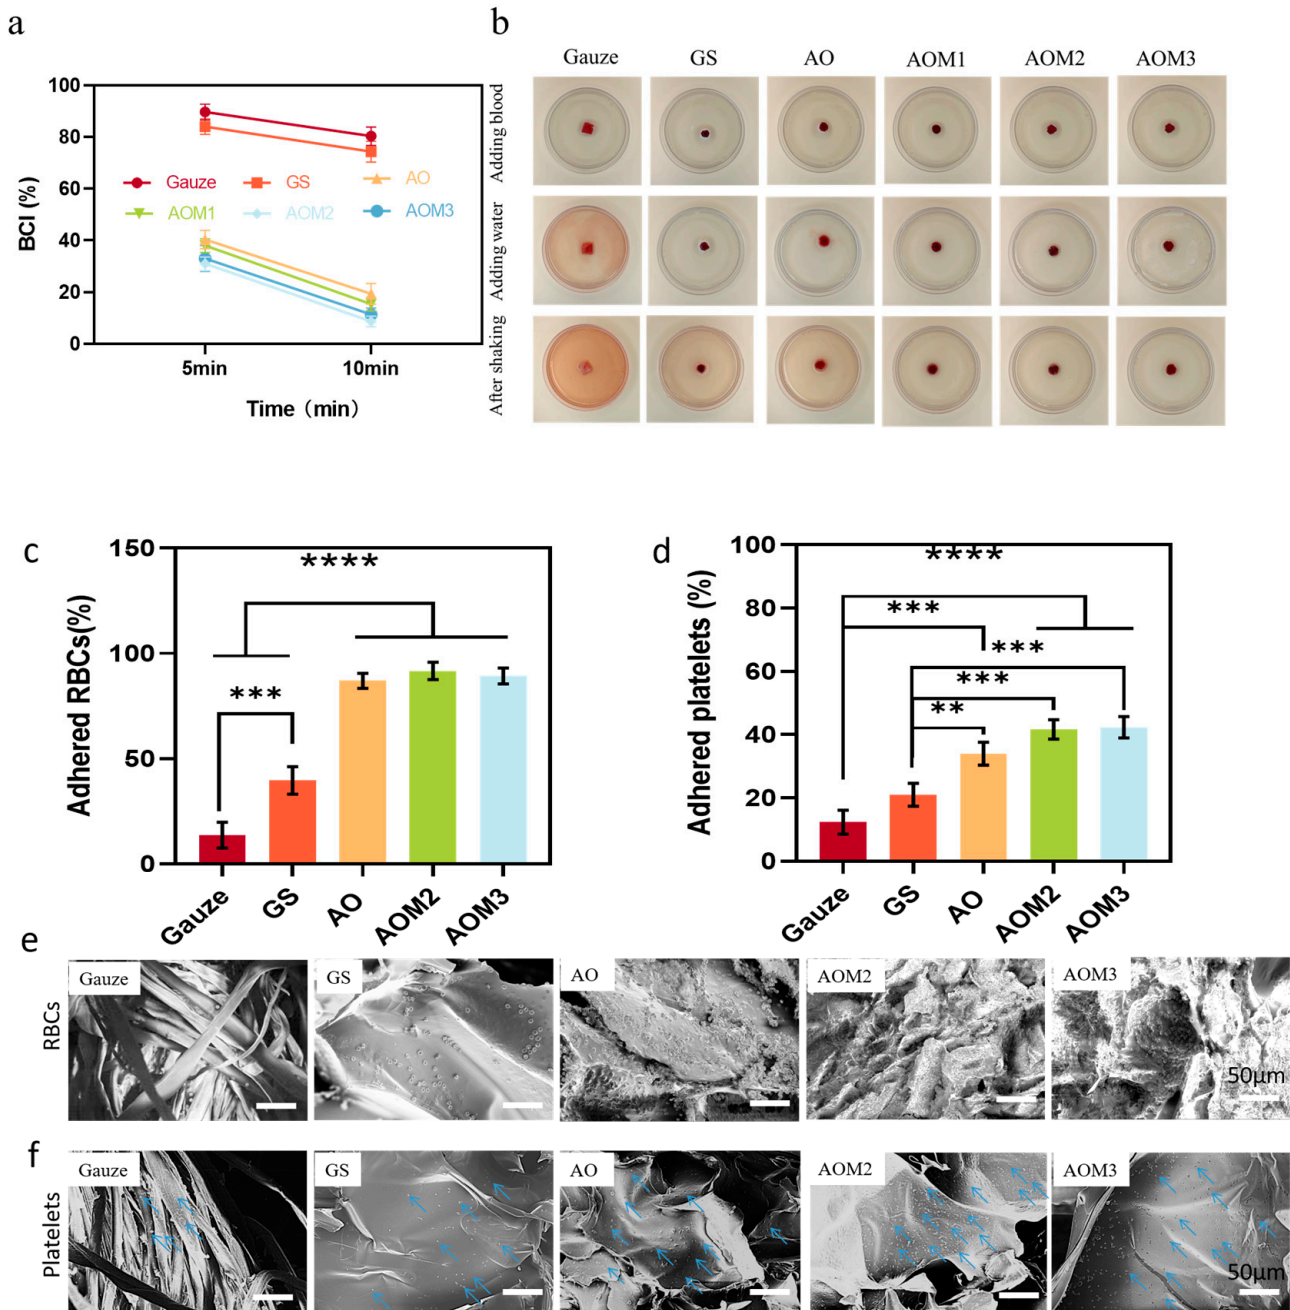 a
100
80
60
40
20
0
BCI (%)
Gauze
GS
AO
AOM1
AOM2
AOM3
5min
10min
Time（min）
b
Gauze
GS
AO
AOM1
AOM2
AOM3
Adding blood
Adding water
After shaking
c
150
100
50
0
Adhered RBCs(%)
****
***
Gauze
GS
AO
AOM2
AOM3
d
100
80
60
40
20
0
Adhered platelets (%)
****
***
***
***
**
Gauze
GS
AO
AOM2
AOM3
e
RBCs
Gauze
GS
AO
AOM2
AOM3
50μm
f
Platelets
Gauze
GS
AO
AOM2
AOM3
50μm